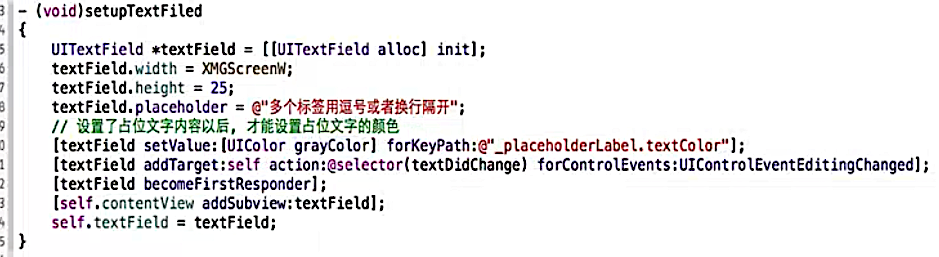 3 - (void)setupTextFiled
4 {
5 UITextField *textField = [[UITextField alloc] init];
6 textField.width = XMGScreenW;
7 textField.height = 25;
8 textField.placeholder = @"多个标签用逗号或者换行隔开";
9 // 设置了占位文字内容以后, 才能设置占位文字的颜色
0 [textField setValue:[UIColor grayColor] forKeyPath:@"_placeholderLabel.textColor"];
1 [textField addTarget:self action:@selector(textDidChange) forControlEvents:UIControlEventEditingChanged];
2 [textField becomeFirstResponder];
3 [self.contentView addSubview:textField];
4 self.textField = textField;
5 }